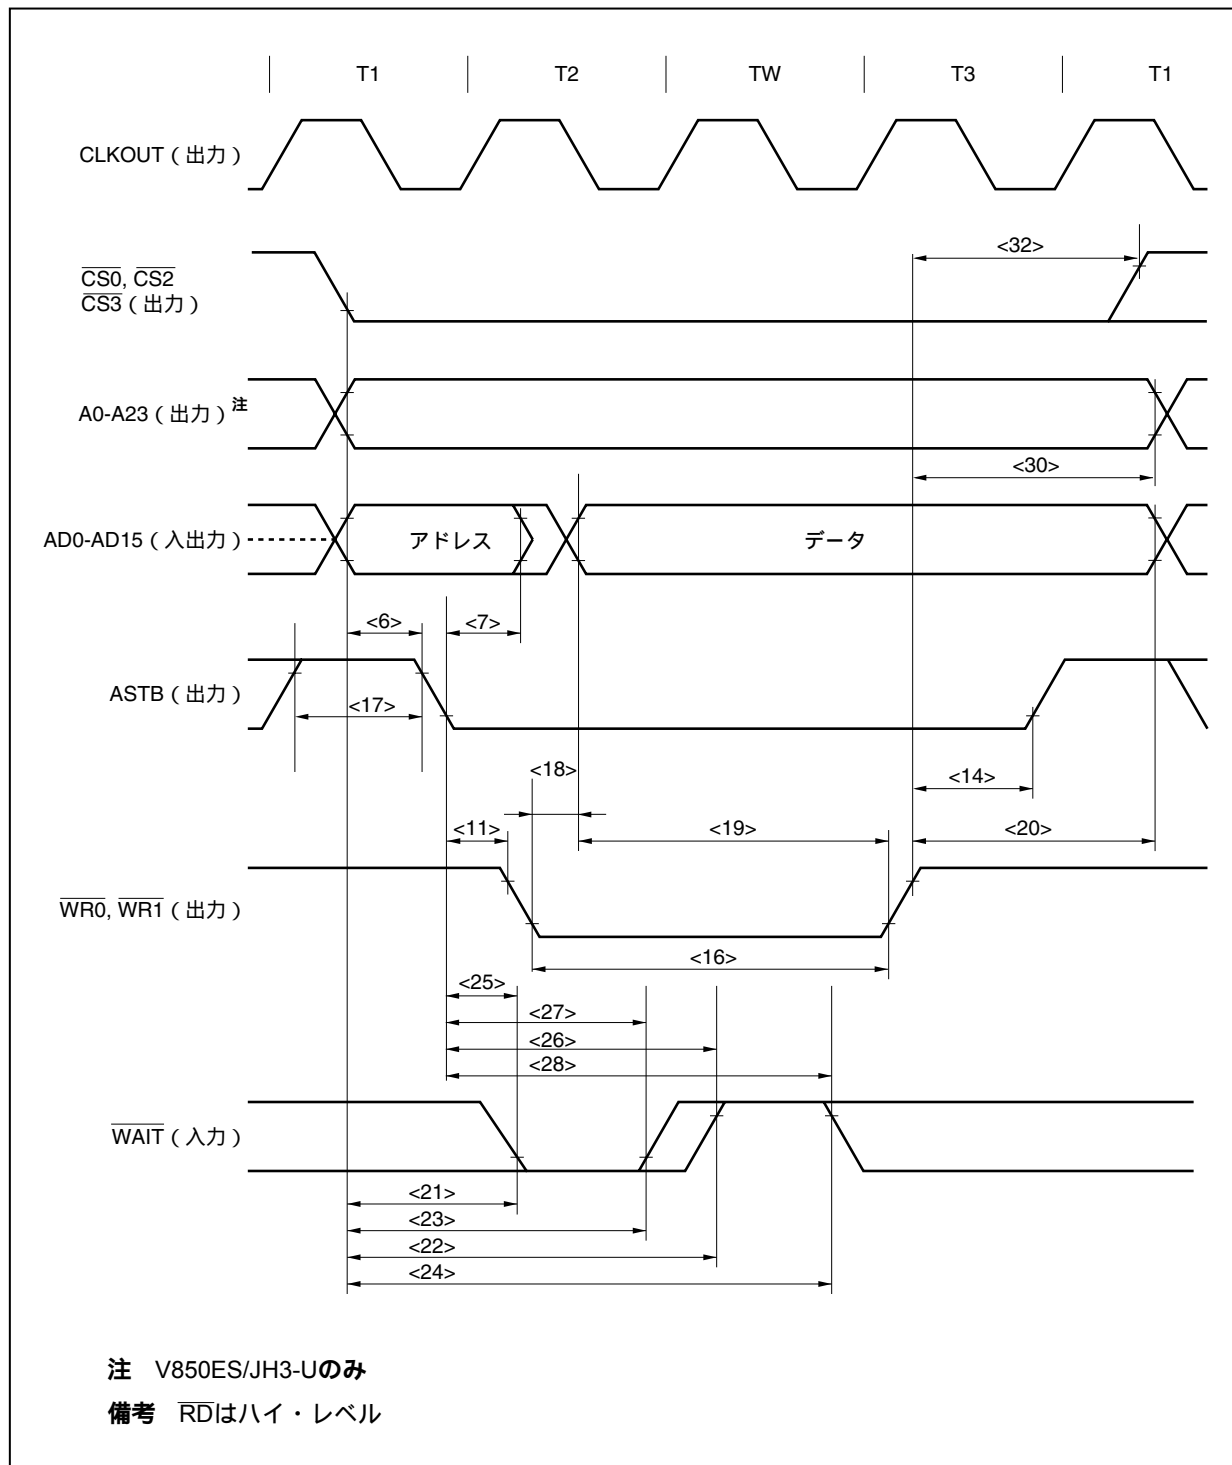 T1 T2 TW T3 T1
CLKOUT（出力）
<32>
CS0, CS2
CS3（出力）
A0-A23（出力）注
<30>
AD0-AD15（入出力） アドレス データ
<6> <7>
ASTB（出力）
<17>
<18> <14>
<11> <19> <20>
WR0, WR1（出力）
<16>
<25>
<27>
<26>
<28>
WAIT（入力）
<21>
<23>
<22>
<24>
注 V850ES/JH3-Uのみ
備考 RDはハイ・レベル